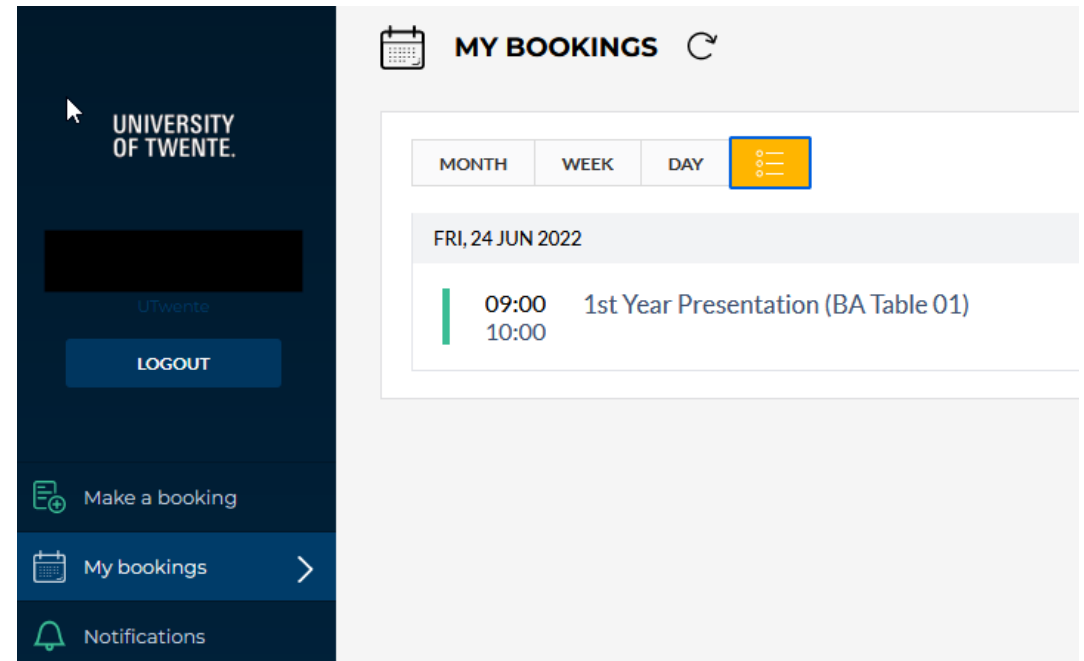 UNIVERSITY
OF TWENTE.
UTwente
LOGOUT
Make a booking
My bookings
Notifications
MY BOOKINGS
MONTH WEEK DAY
FRI, 24 JUN 2022
09:00 1st Year Presentation (BA Table 01)
10:00